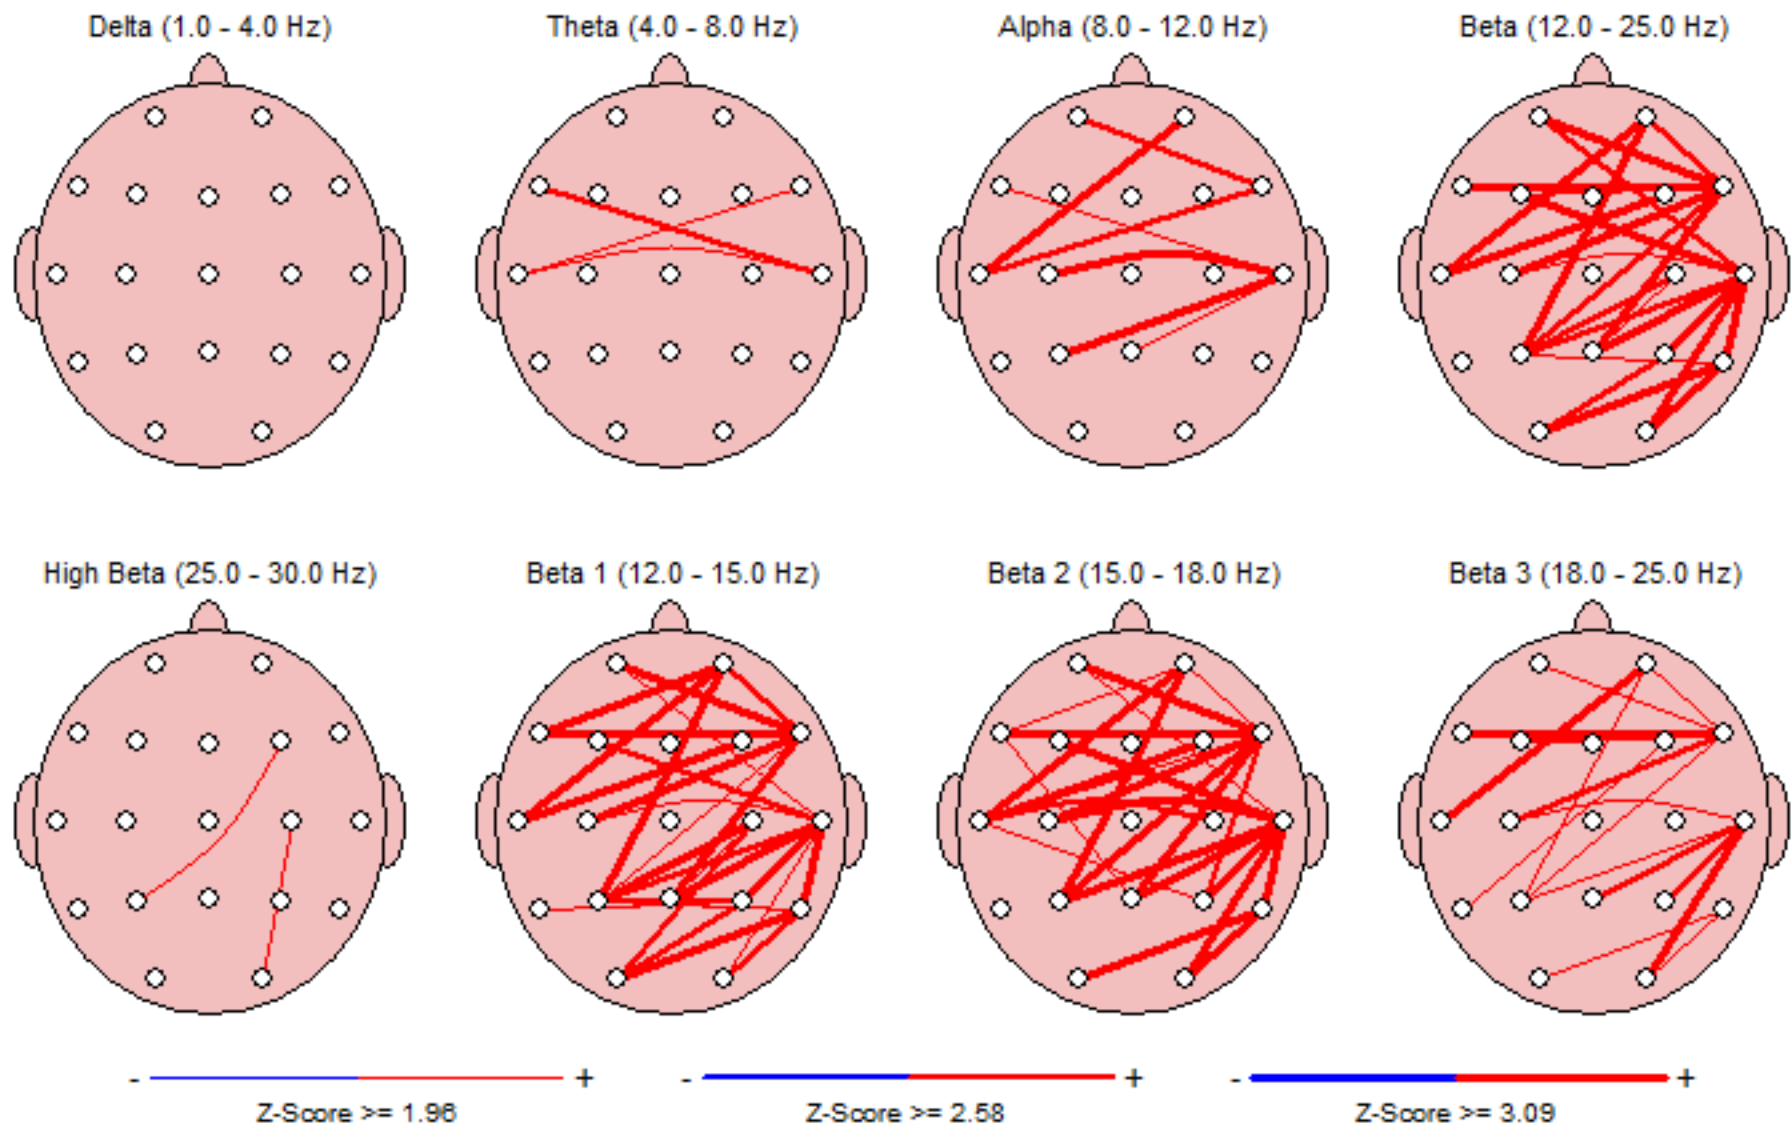 Delta (1.0 - 4.0 Hz)
Theta (4.0 - 8.0 Hz)
Alpha (8.0 - 12.0 Hz)
Beta (12.0 - 25.0 Hz)
High Beta (25.0 - 30.0 Hz)
Beta 1 (12.0 - 15.0 Hz)
Beta 2 (15.0 - 18.0 Hz)
Beta 3 (18.0 - 25.0 Hz)
- +
- +
- +
Z-Score >= 1.96
Z-Score >= 2.58
Z-Score >= 3.09